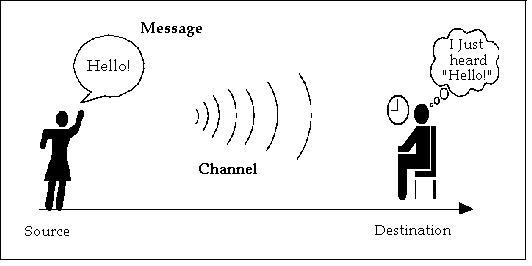 Message
Hello!
I Just
heard
"Hello!"
Channel
Source
Destination